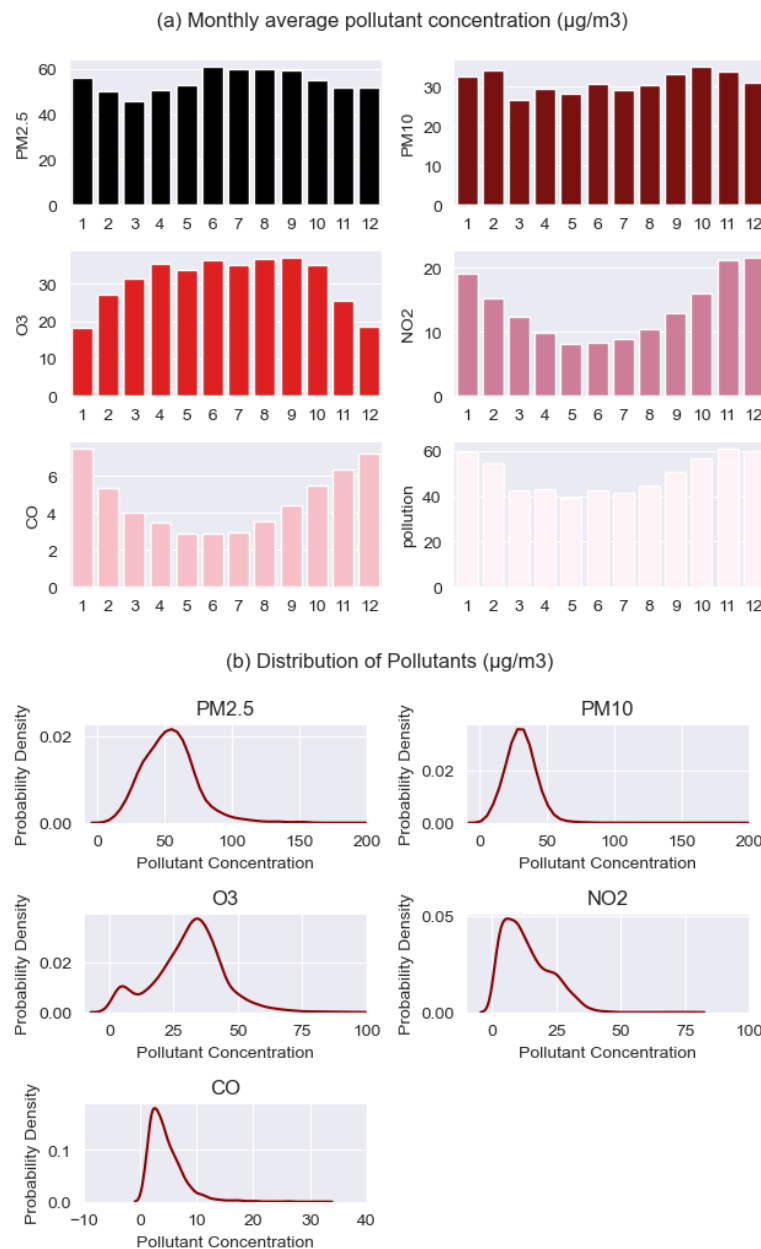 (a) Monthly average pollutant concentration (µg/m3)
PM2.5
60
40
20
0
1 2 3 4 5 6 7 8 9 10 11 12
PM10
30
20
10
0
1 2 3 4 5 6 7 8 9 10 11 12
O3
30
20
10
0
1 2 3 4 5 6 7 8 9 10 11 12
NO2
20
10
0
1 2 3 4 5 6 7 8 9 10 11 12
CO
6
4
2
0
1 2 3 4 5 6 7 8 9 10 11 12
pollution
60
40
20
0
1 2 3 4 5 6 7 8 9 10 11 12
(b) Distribution of Pollutants (µg/m3)
PM2.5
Probability Density
0.02
0.00
0 50 100 150 200
Pollutant Concentration
PM10
Probability Density
0.02
0.00
0 50 100 150 200
Pollutant Concentration
O3
Probability Density
0.02
0.00
0 25 50 75 100
Pollutant Concentration
NO2
Probability Density
0.05
0.00
0 25 50 75 100
Pollutant Concentration
CO
Probability Density
0.1
0.0
−10 0 10 20 30 40
Pollutant Concentration